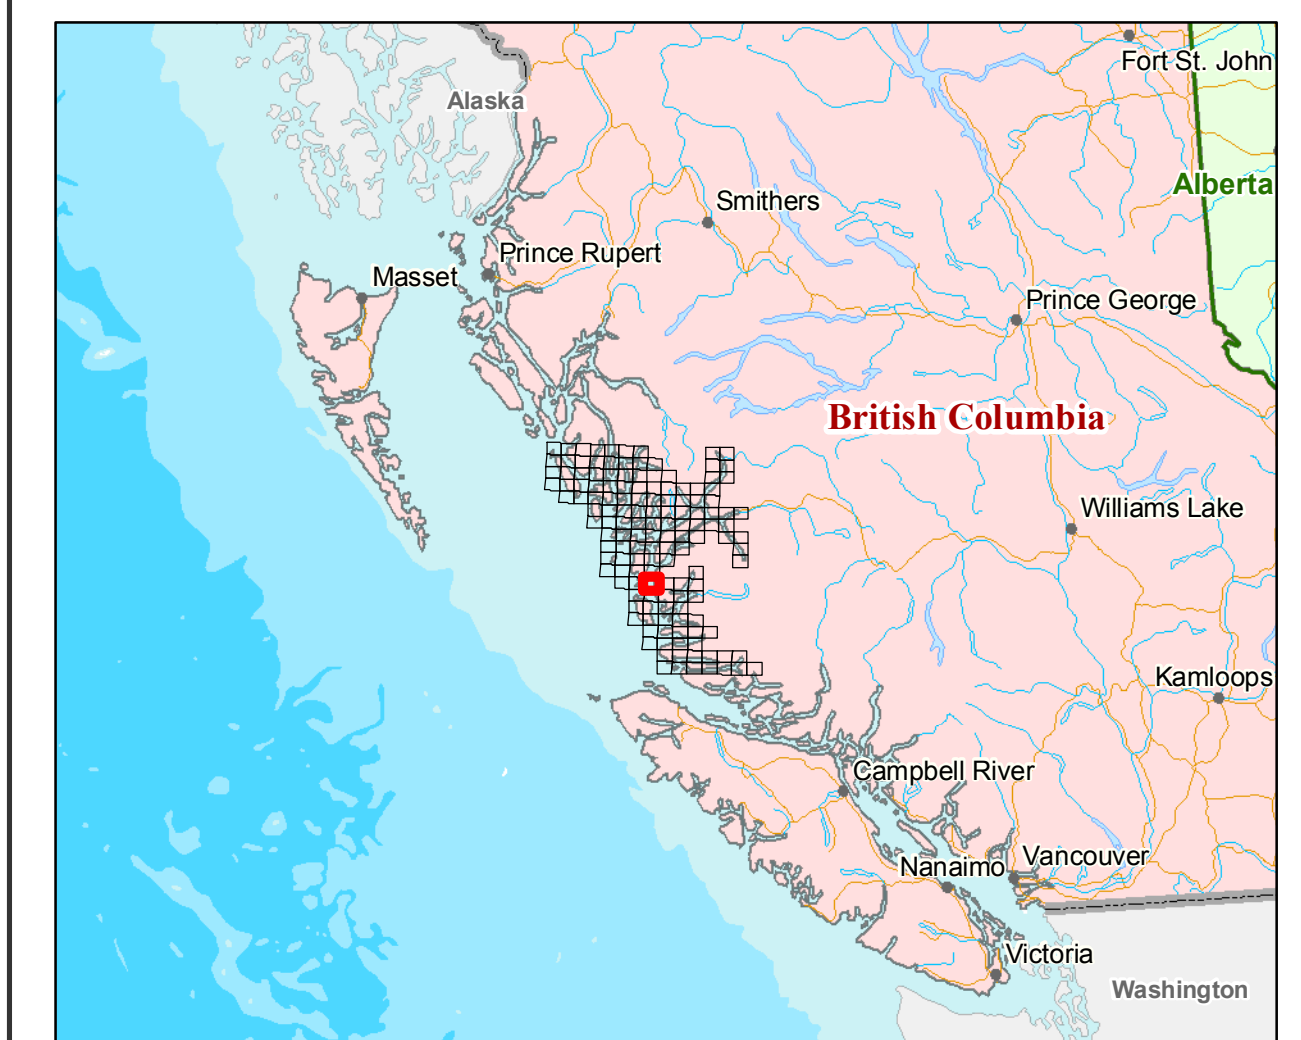 Fort St. John
Alaska
Alberta
Smithers
Prince Rupert
Masset
Prince George
British Columbia
Williams Lake
Kamloops
Campbell River
Vancouver
Nanaimo
Victoria
Washington